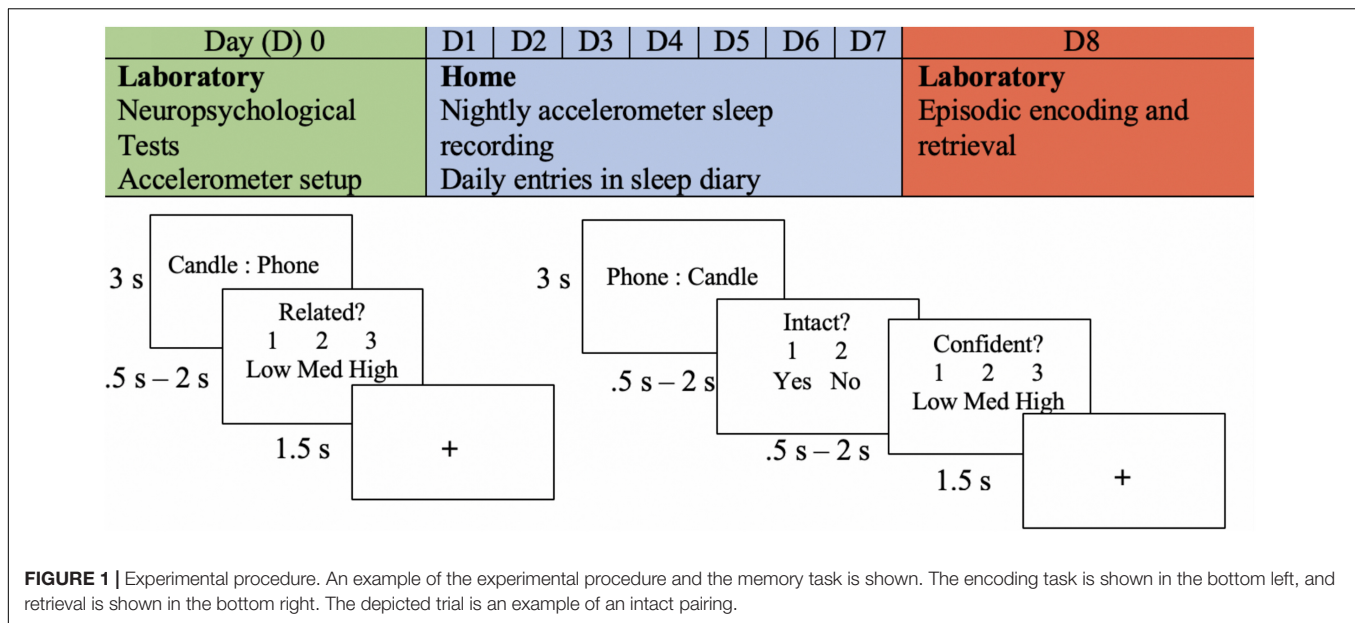 Day (D) 0 D1 D2 D3 D4 D5 D6 D7 D8
Laboratory
Neuropsychological
Tests
Accelerometer setup
Home
Nightly accelerometer sleep
recording
Daily entries in sleep diary
Laboratory
Episodic encoding and
retrieval
3 s
Candle : Phone
.5 s – 2 s
Related?
1 2 3
Low Med High
1.5 s
+
3 s
Phone : Candle
.5 s – 2 s
Intact?
1 2
Yes No
.5 s – 2 s
Confident?
1 2 3
Low Med High
1.5 s
+
FIGURE 1 | Experimental procedure. An example of the experimental procedure and the memory task is shown. The encoding task is shown in the bottom left, and
retrieval is shown in the bottom right. The depicted trial is an example of an intact pairing.